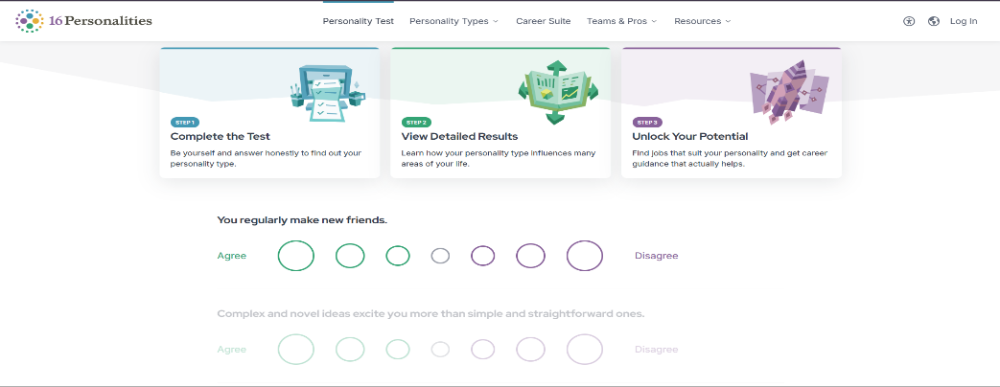 16Personalities
Personality Test
Personality Types
Career Suite
Teams & Pros
Resources
Log In
STEP 1
Complete the Test
Be yourself and answer honestly to find out your
personality type.
STEP 2
View Detailed Results
Learn how your personality type influences many
areas of your life.
STEP 3
Unlock Your Potential
Find jobs that suit your personality and get career
guidance that actually helps.
You regularly make new friends.
Agree
Disagree
Complex and novel ideas excite you more than simple and straightforward ones.
Agree
Disagree